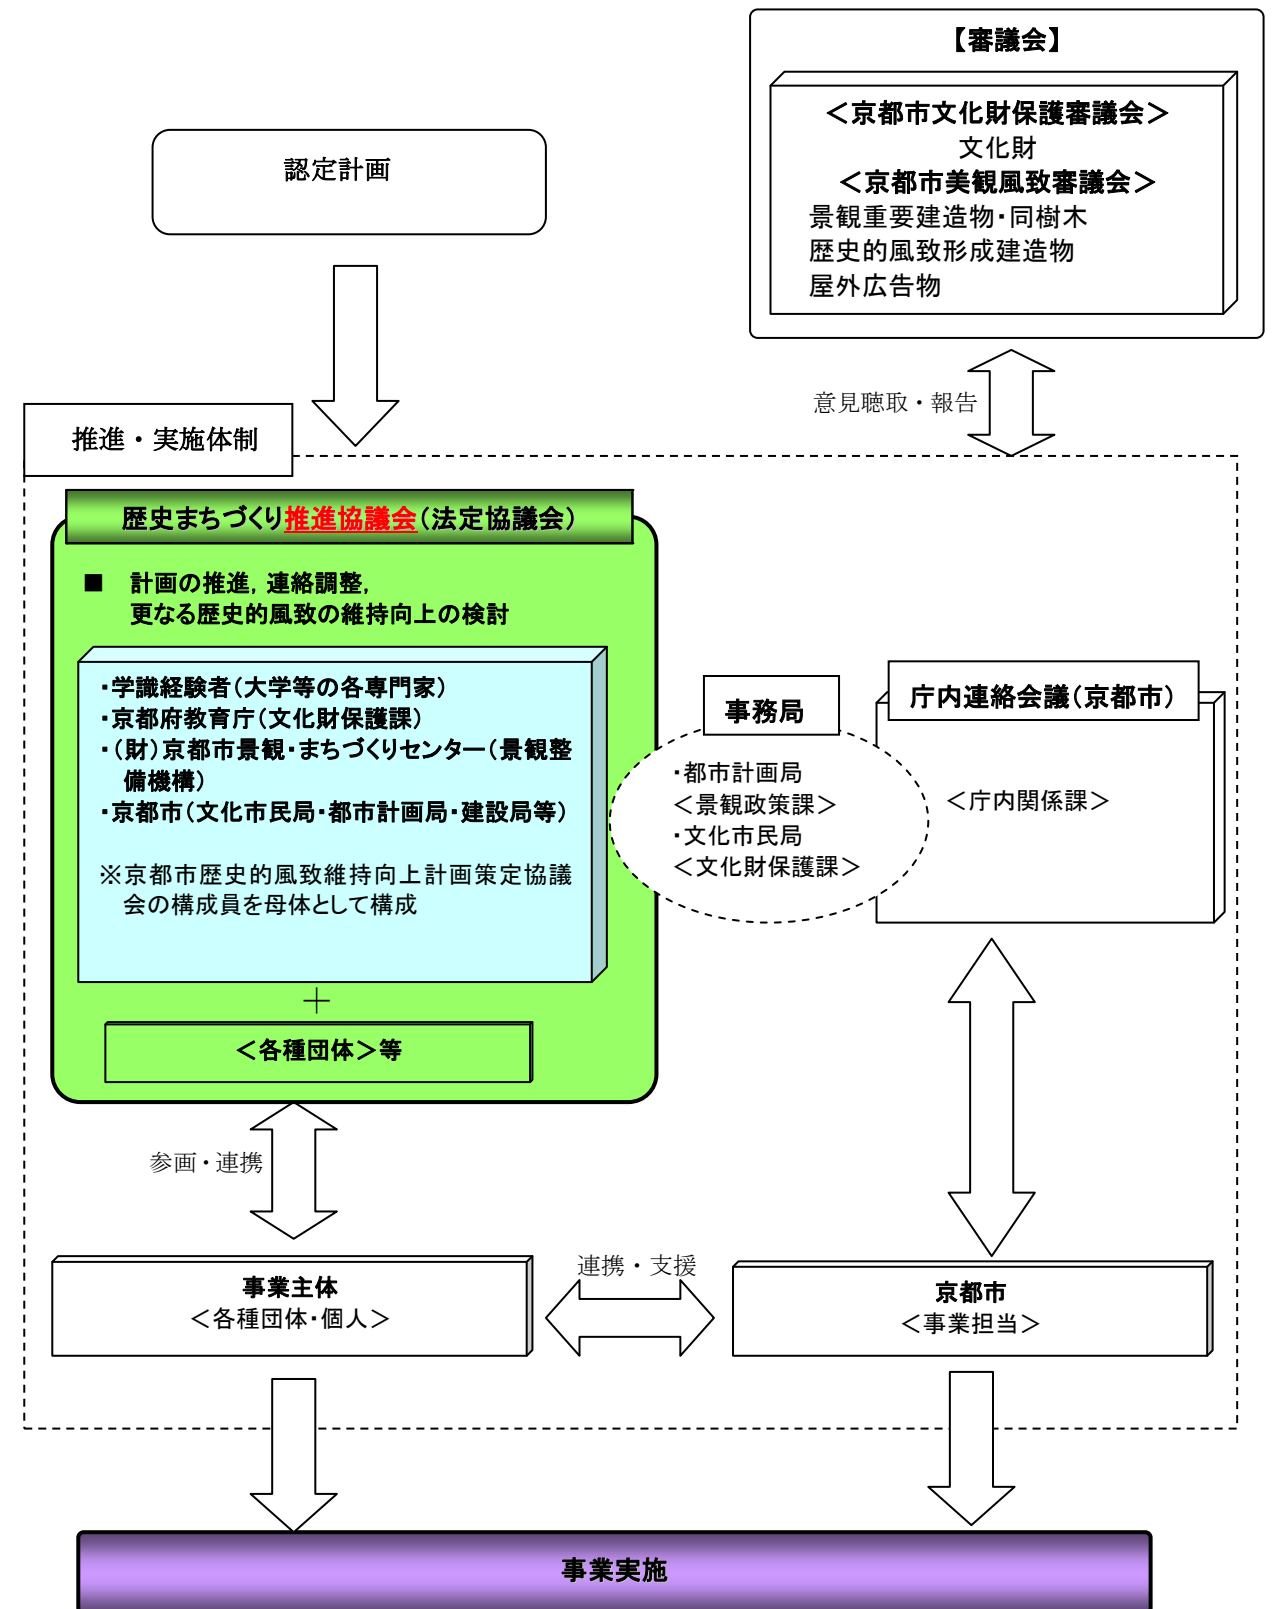 【審議会】
＜京都市文化財保護審議会＞
文化財
＜京都市美観風致審議会＞
景観重要建造物・同樹木
歴史的風致形成建造物
屋外広告物
認定計画
意見聴取・報告
推進・実施体制
歴史まちづくり推進協議会（法定協議会）
■　計画の推進，連絡調整，
更なる歴史的風致の維持向上の検討
・学識経験者（大学等の各専門家）
・京都府教育庁（文化財保護課）
・（財）京都市景観・まちづくりセンター（景観整
備機構）
・京都市（文化市民局・都市計画局・建設局等）
※京都市歴史的風致維持向上計画策定協議
会の構成員を母体として構成
＋
＜各種団体＞等
事務局
・都市計画局
＜景観政策課＞
・文化市民局
＜文化財保護課＞
庁内連絡会議（京都市）
＜庁内関係課＞
参画・連携
事業主体
＜各種団体・個人＞
連携・支援
京都市
＜事業担当＞
事業実施